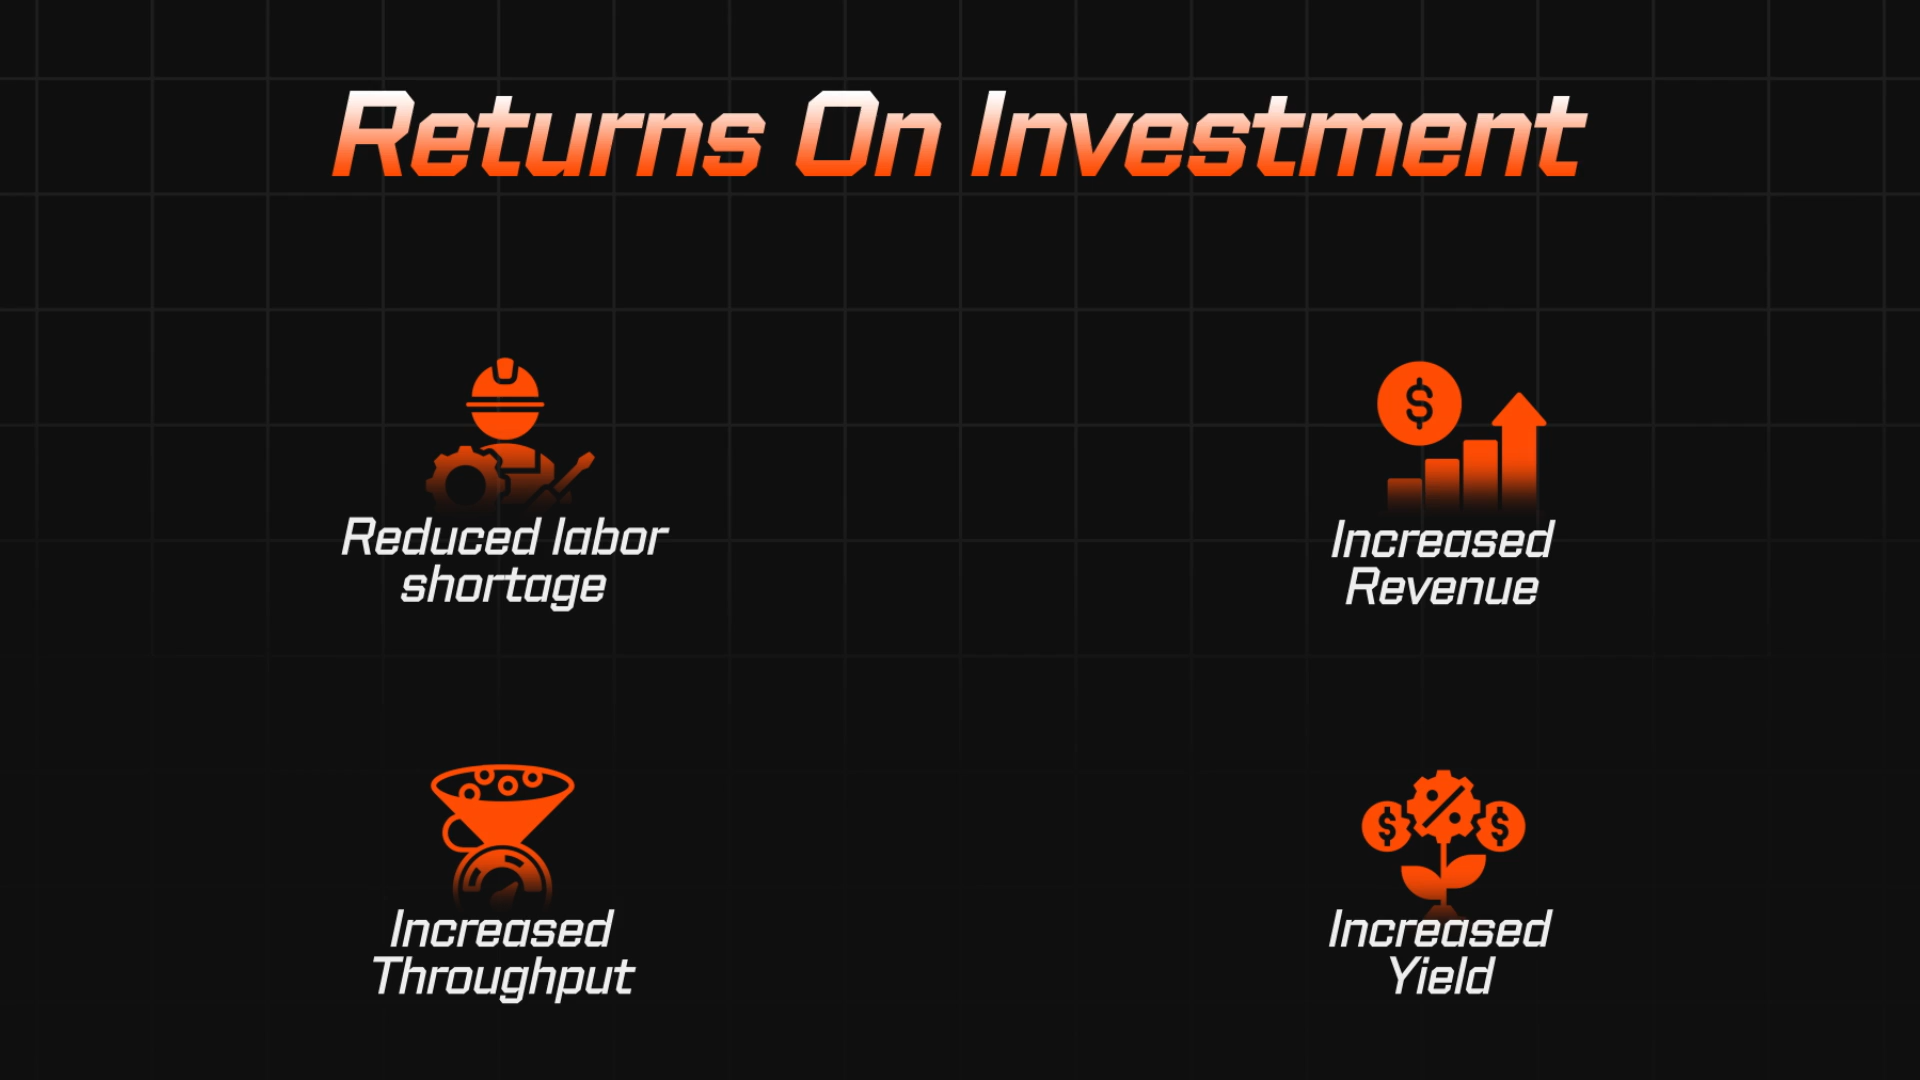 Returns On Investment
Reduced labor
shortage
$
Increased
Revenue
Increased
Throughput
$ % $
Increased
Yield